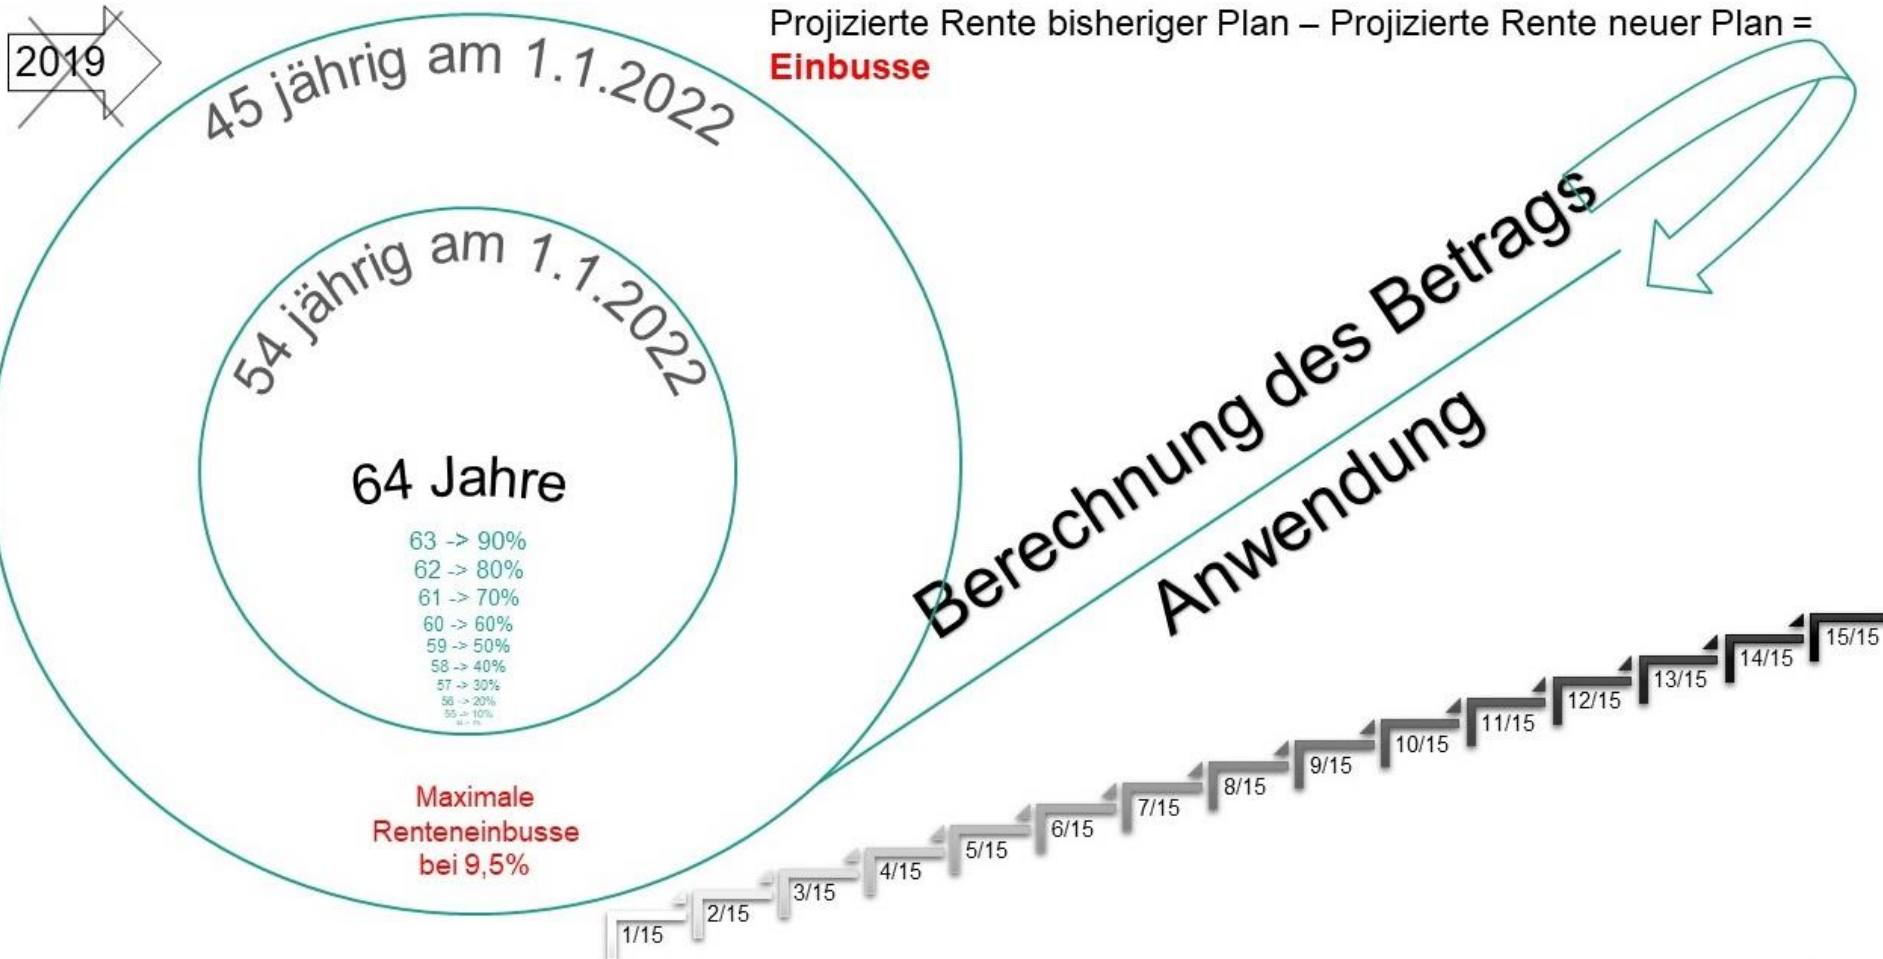 2019
Projizierte Rente bisheriger Plan – Projizierte Rente neuer Plan =
Einbusse
45 jährig am 1.1.2022
54 jährig am 1.1.2022
64 Jahre
63 -> 90%
62 -> 80%
61 -> 70%
60 -> 60%
59 -> 50%
58 -> 40%
57 -> 30%
56 -> 20%
55 -> 10%
Maximale
Renteneinbusse
bei 9,5%
Berechnung des Betrags
Anwendung
1/15
2/15
3/15
4/15
5/15
6/15
7/15
8/15
9/15
10/15
11/15
12/15
13/15
14/15
15/15